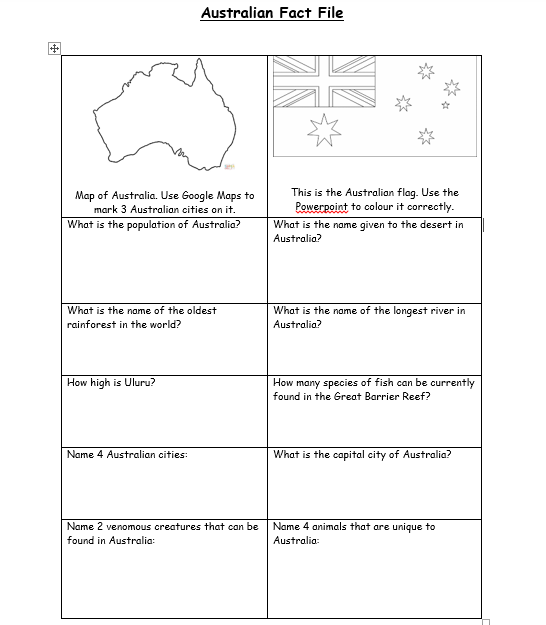 Australian Fact File
Map of Australia. Use Google Maps to
mark 3 Australian cities on it.
This is the Australian flag. Use the
Powerpoint to colour it correctly.
What is the population of Australia?
What is the name given to the desert in
Australia?
What is the name of the oldest
rainforest in the world?
What is the name of the longest river in
Australia?
How high is Uluru?
How many species of fish can be currently
found in the Great Barrier Reef?
Name 4 Australian cities:
What is the capital city of Australia?
Name 2 venomous creatures that can be
found in Australia:
Name 4 animals that are unique to
Australia: